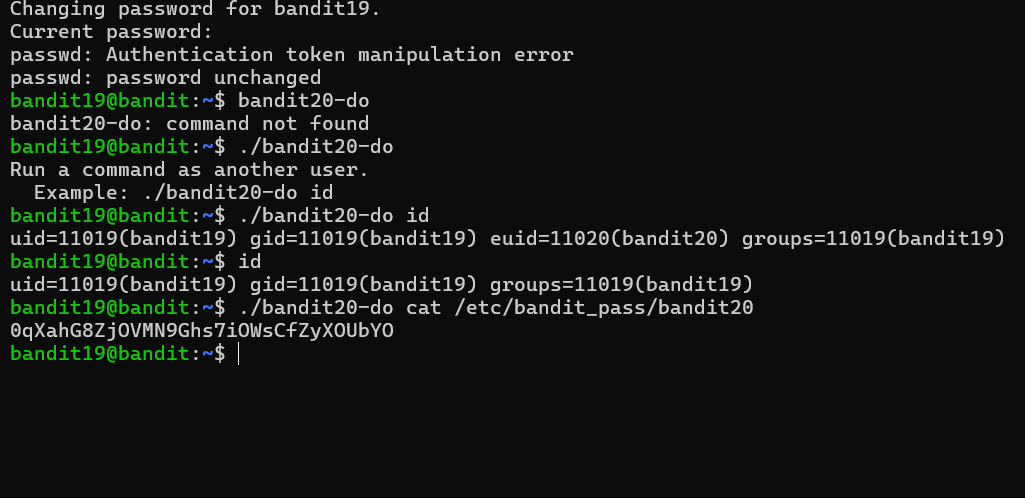 Changing password for bandit19.
Current password:
passwd: Authentication token manipulation error
passwd: password unchanged
bandit19@bandit:~$ bandit20-do
bandit20-do: command not found
bandit19@bandit:~$ ./bandit20-do
Run a command as another user.
  Example: ./bandit20-do id
bandit19@bandit:~$ ./bandit20-do id
uid=11019(bandit19) gid=11019(bandit19) euid=11020(bandit20) groups=11019(bandit19)
bandit19@bandit:~$ id
uid=11019(bandit19) gid=11019(bandit19) groups=11019(bandit19)
bandit19@bandit:~$ ./bandit20-do cat /etc/bandit_pass/bandit20
0qXahG8ZjOVMN9Ghs7iOWsCfZyXOUbYO
bandit19@bandit:~$